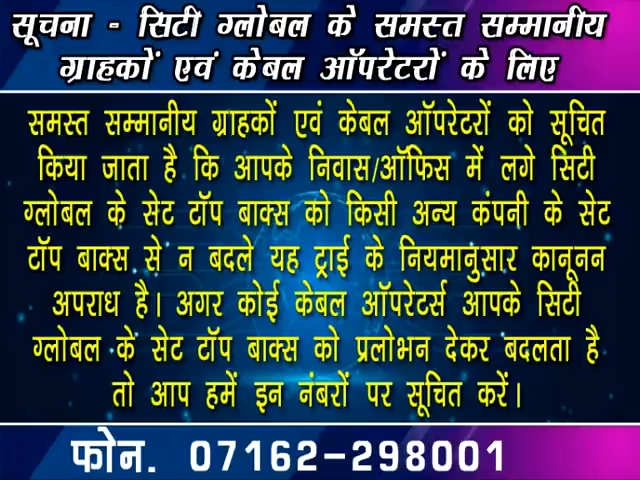 सूचना - सिटी ग्लोबल के समस्त सम्मानीय
ग्राहकों एवं केबल ऑपरेटरों के लिए
समस्त सम्मानीय ग्राहकों एवं केबल ऑपरेटरों को सूचित
किया जाता है कि आपके निवास/ऑफिस में लगे सिटी
ग्लोबल के सेट टॉप बाक्स को किसी अन्य कंपनी के सेट
टॉप बाक्स से न बदले यह ट्राई के नियमानुसार कानूनन
अपराध है। अगर कोई केबल ऑपरेटर्स आपके सिटी
ग्लोबल के सेट टॉप बाक्स को प्रलोभन देकर बदलता है
तो आप हमें इन नंबरों पर सूचित करें।
फोन. 07162-298001